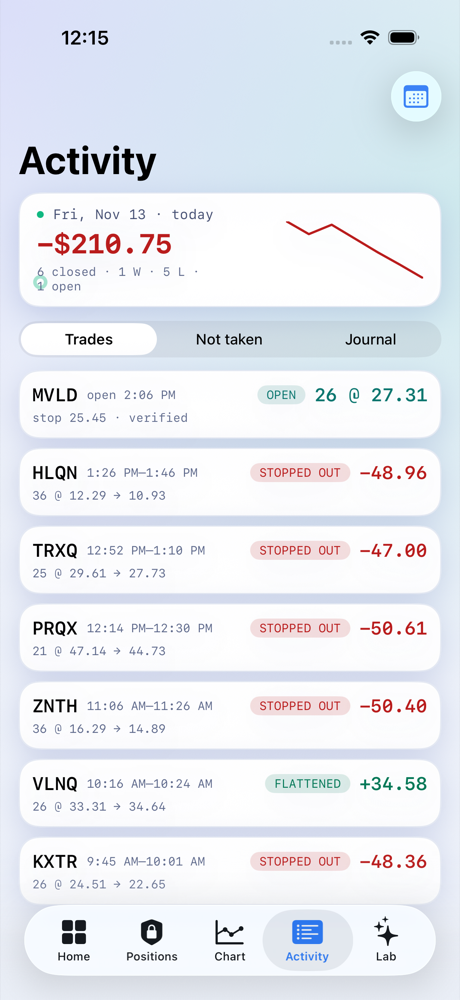 12:15
Activity
Fri, Nov 13 · today
−$210.75
6 closed · 1 W · 5 L ·
1 open
Trades Not taken Journal
MVLD open 2:06 PM OPEN 26 @ 27.31
stop 25.45 · verified
HLQN 1:26 PM–1:46 PM STOPPED OUT −48.96
36 @ 12.29 → 10.93
TRXQ 12:52 PM–1:10 PM STOPPED OUT −47.00
25 @ 29.61 → 27.73
PRQX 12:14 PM–12:30 PM STOPPED OUT −50.61
21 @ 47.14 → 44.73
ZNTH 11:06 AM–11:26 AM STOPPED OUT −50.40
36 @ 16.29 → 14.89
VLNQ 10:16 AM–10:24 AM FLATTENED +34.58
26 @ 33.31 → 34.64
KXTR 9:45 AM–10:01 AM STOPPED OUT −48.36
26 @ 24.51 → 22.65
Home Positions Chart Activity Lab